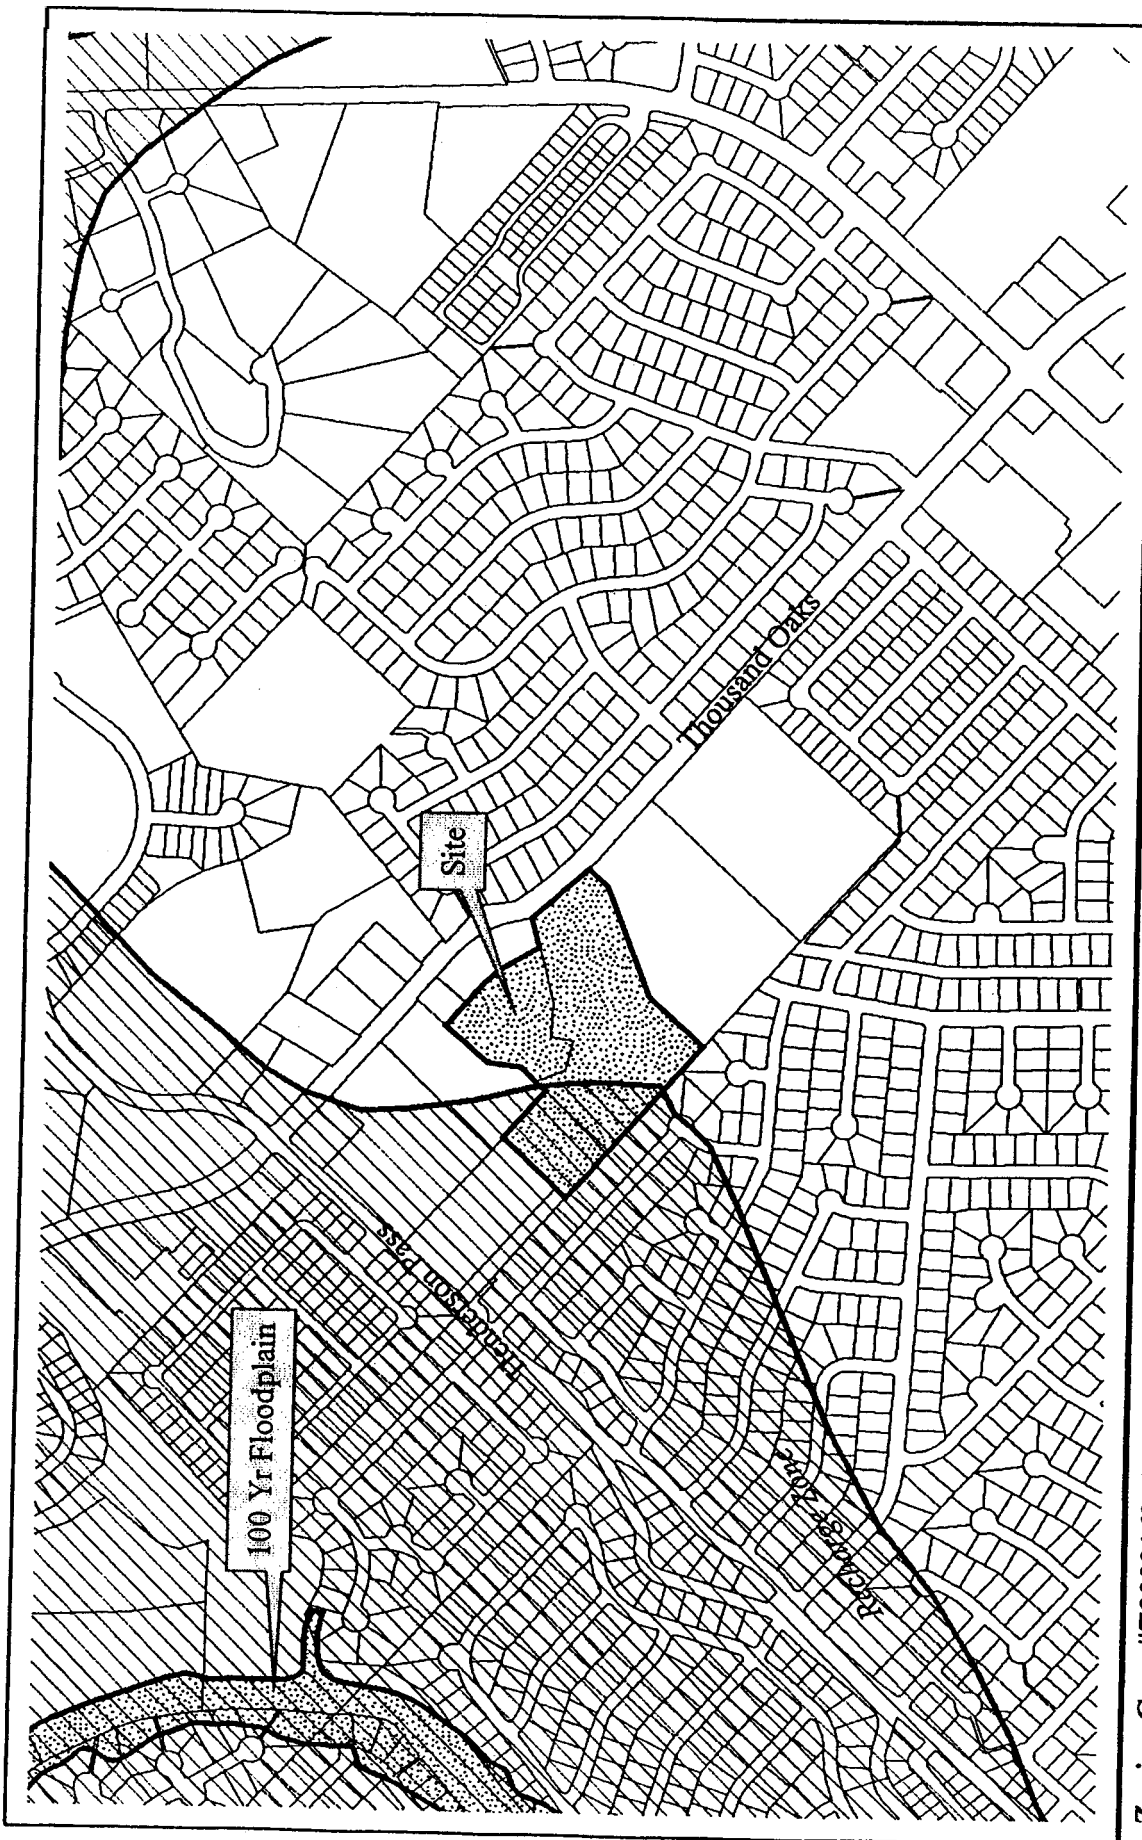 Site
Thousand Oaks
100 Yr Floodplain
Henderson Pass
Recharge Zone